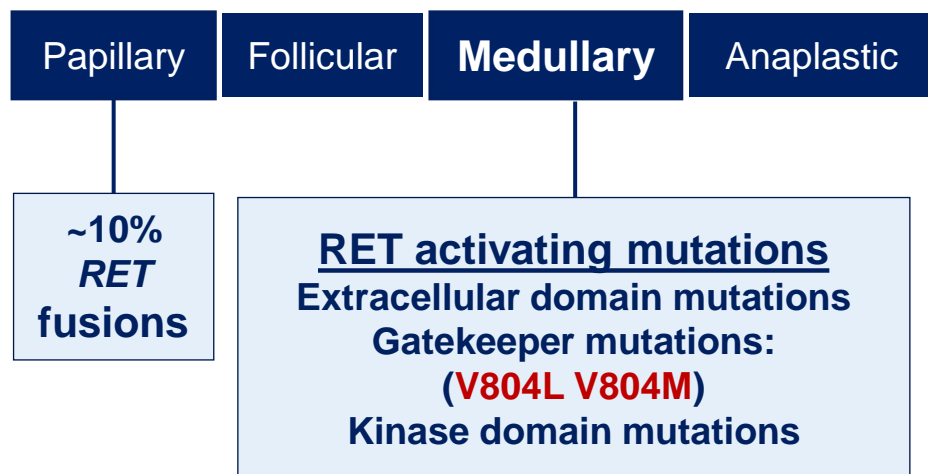 Papillary Follicular Medullary Anaplastic
~10%
RET
fusions
RET activating mutations
Extracellular domain mutations
Gatekeeper mutations:
(V804L V804M)
Kinase domain mutations